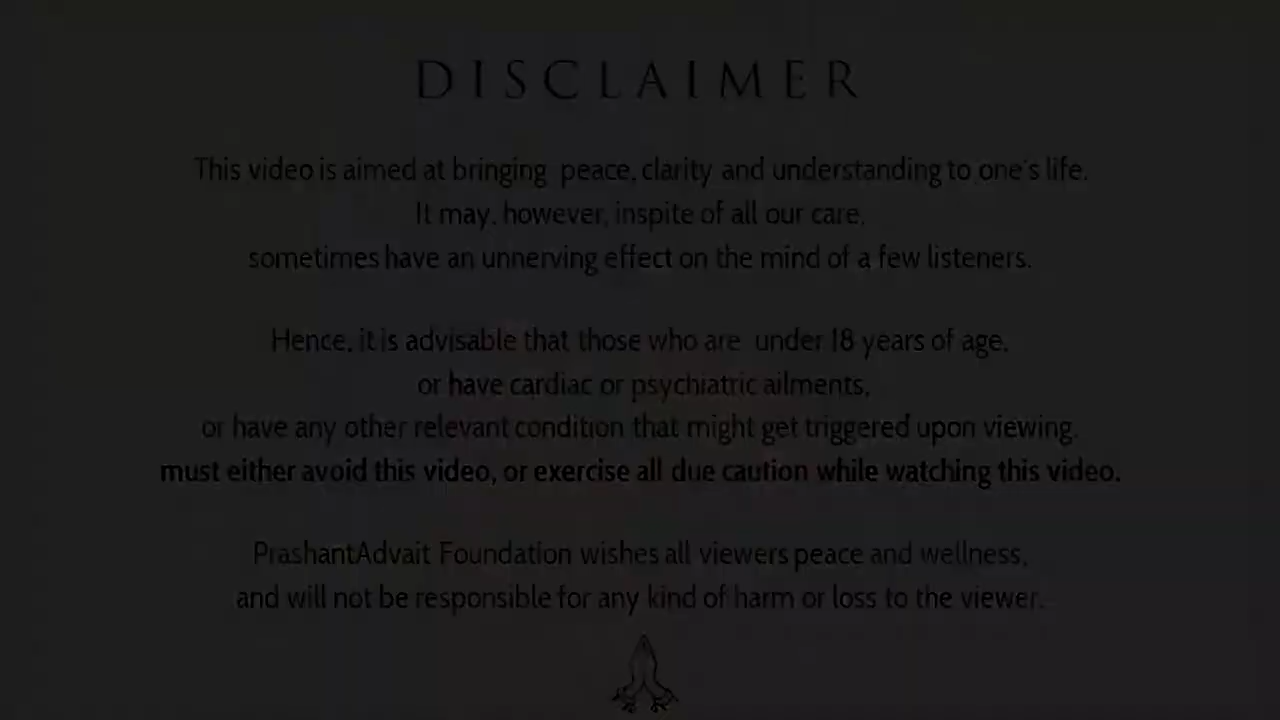 DISCLAIMER
This video is aimed at bringing peace, clarity and understanding to one's life.
It may, however, inspite of all our care,
sometimes have an unnerving effect on the mind of a few listeners.
Hence, it is advisable that those who are under 18 years of age,
or have cardiac or psychiatric ailments,
or have any other relevant condition that might get triggered upon viewing,
must either avoid this video, or exercise all due caution while watching this video.
PrashantAdvait Foundation wishes all viewers peace and wellness,
and will not be responsible for any kind of harm or loss to the viewer.